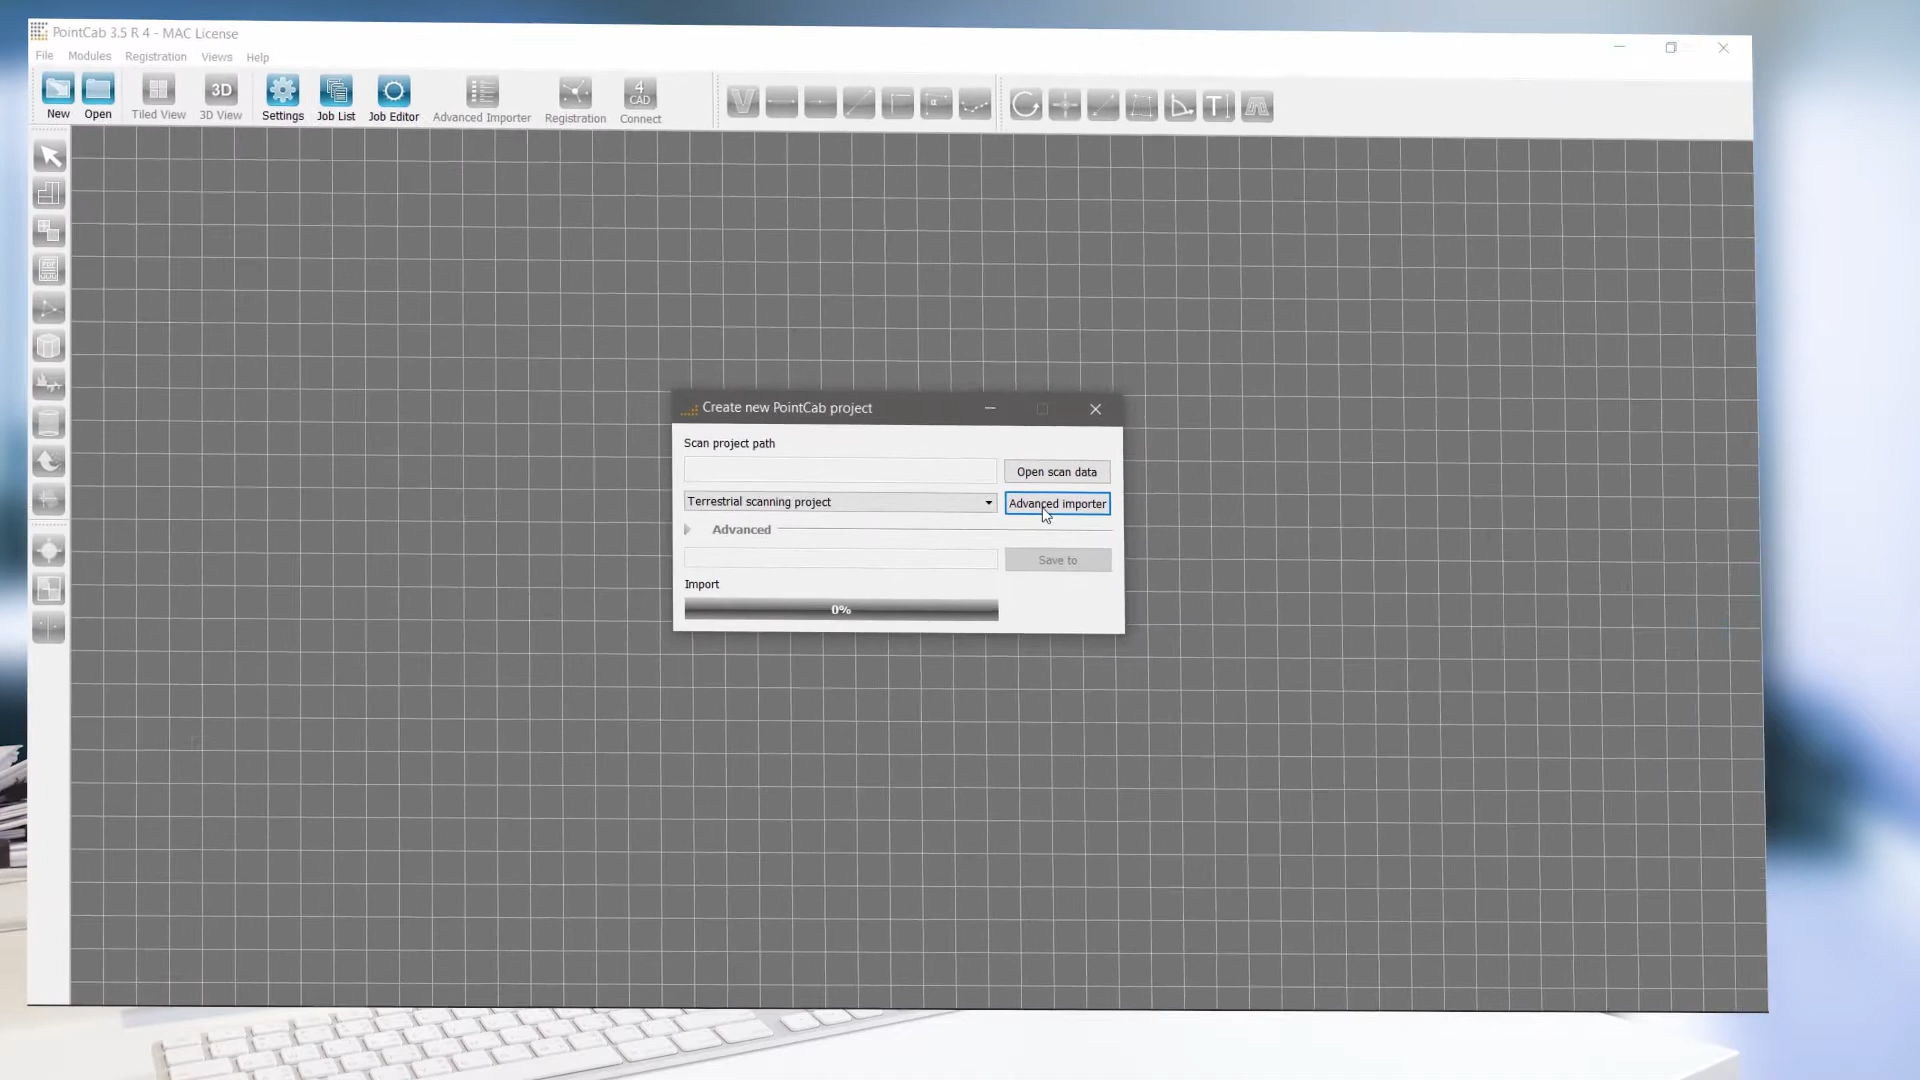 PointCab 3.5 R 4 - MAC License
File Modules Registration Views Help
3D
4
CAD
α
T
New Open Tiled View 3D View Settings Job List Job Editor Advanced Importer Registration Connect
PDF
Create new PointCab project
Scan project path
Open scan data
Terrestrial scanning project
Advanced importer
Advanced
Save to
Import
0%